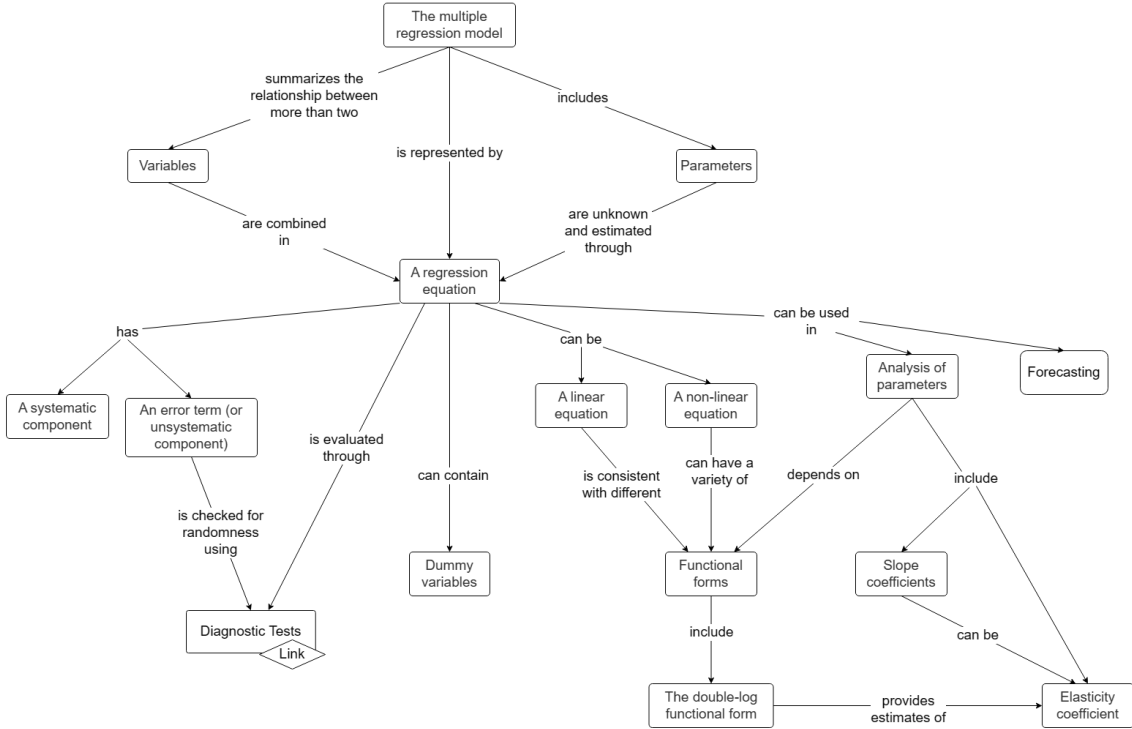 The multiple
regression model
summarizes the
relationship between
more than two
includes
is represented by
Variables
Parameters
are combined
in
are unknown
and estimated
through
A regression
equation
has
can be
can be used
in
A systematic
component
An error term (or
unsystematic
component)
is evaluated
through
can contain
A linear
equation
A non-linear
equation
Analysis of
parameters
Forecasting
is consistent
with different
can have a
variety of
depends on
include
is checked for
randomness
using
Dummy
variables
Functional
forms
Slope
coefficients
Diagnostic Tests
Link
include
can be
The double-log
functional form
provides
estimates of
Elasticity
coefficient